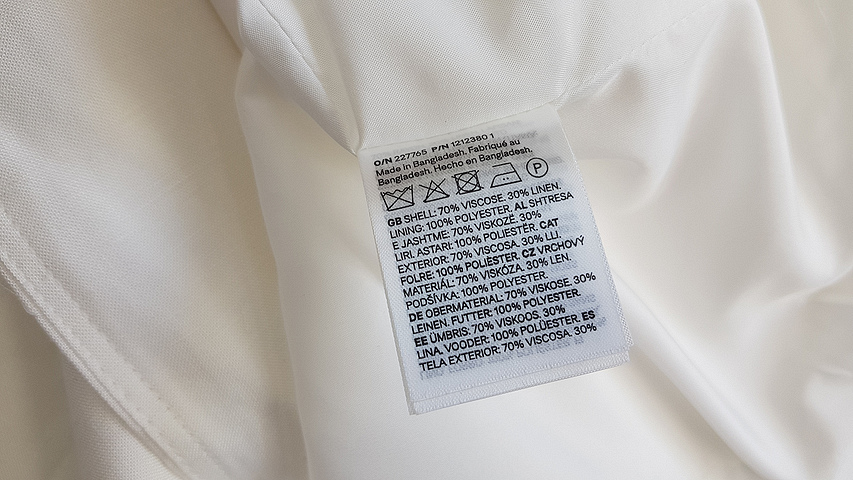 O/N 227765 P/N 1212380 1
Made in Bangladesh. Fabriqué au
Bangladesh. Hecho en Bangladesh.
P
GB SHELL: 70% VISCOSE. 30% LINEN.
LINING: 100% POLYESTER. AL SHTRESA
E JASHTME: 70% VISKOZË. 30%
LIRI. ASTARI: 100% POLIESTËR. CAT
EXTERIOR: 70% VISCOSA. 30% LLI.
FOLRE: 100% POLIÈSTER. CZ VRCHOVÝ
MATERIÁL: 70% VISKÓZA. 30% LEN.
PODŠÍVKA: 100% POLYESTER.
DE OBERMATERIAL: 70% VISKOSE. 30%
LEINEN. FUTTER: 100% POLYESTER.
EE ÜMBRIS: 70% VISKOOS. 30%
LINA. VOODER: 100% POLÜESTER. ES
TELA EXTERIOR: 70% VISCOSA. 30%